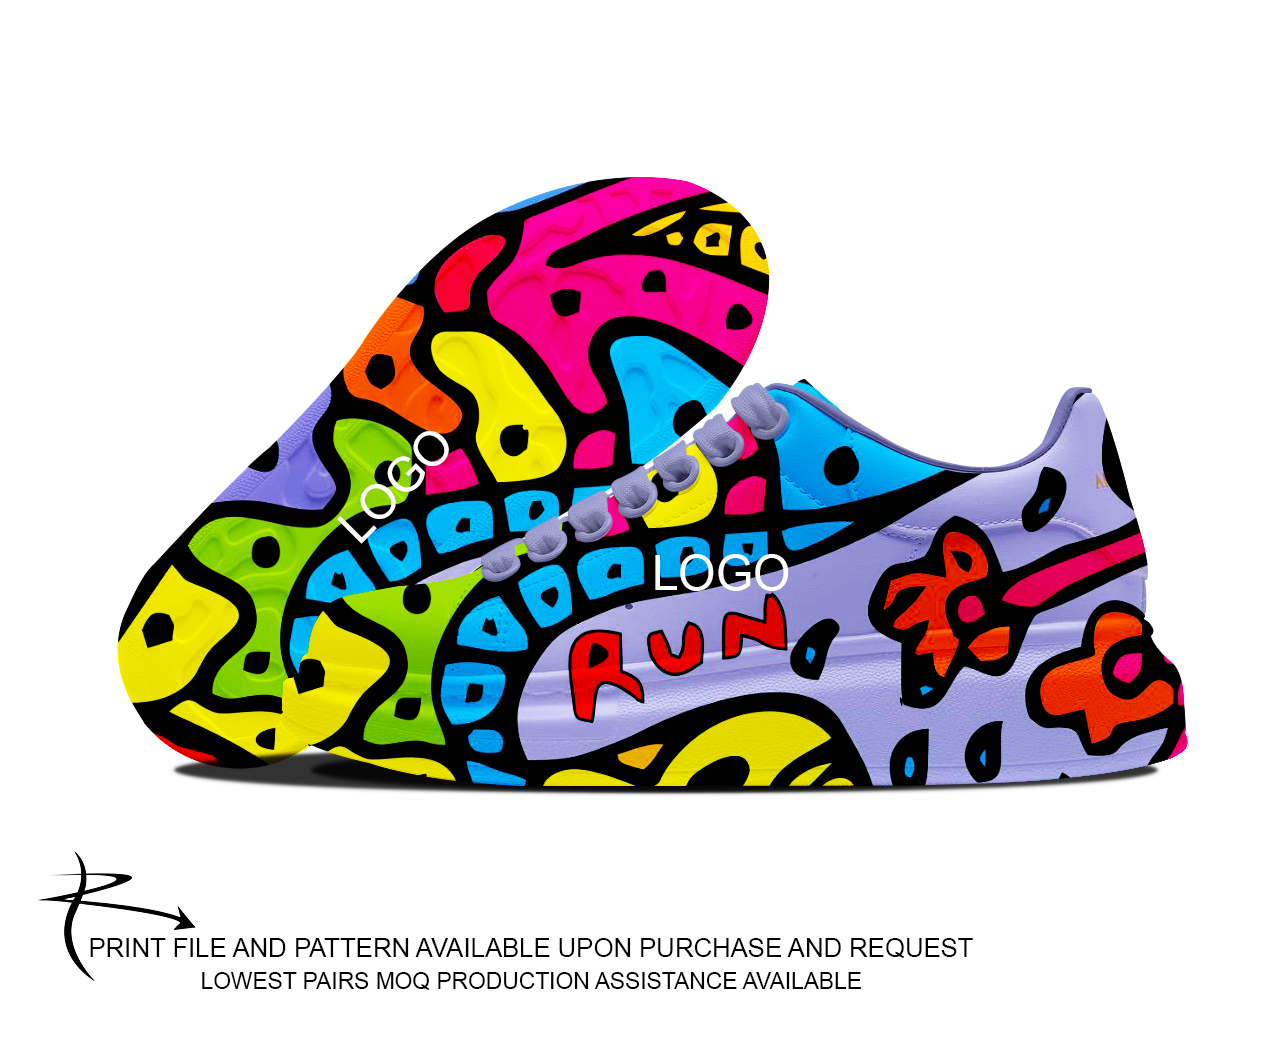 LOGO
LOGO
RUN
PRINT FILE AND PATTERN AVAILABLE UPON PURCHASE AND REQUEST
LOWEST PAIRS MOQ PRODUCTION ASSISTANCE AVAILABLE